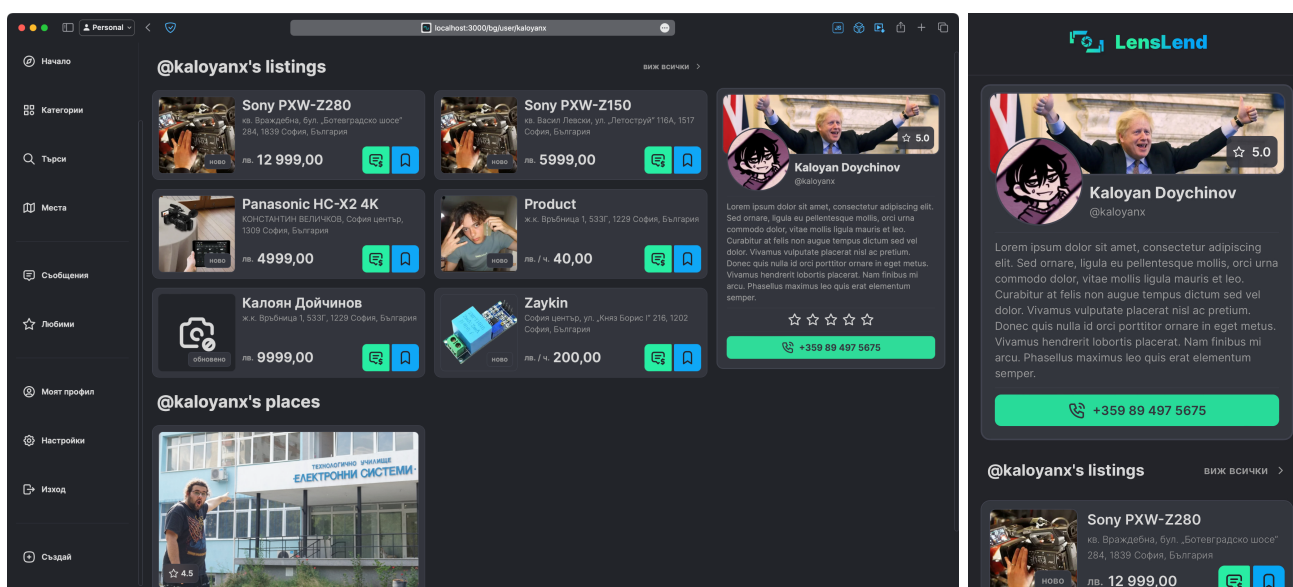 Personal
localhost:3000/bg/user/kaloyanx
Начало
Категории
Търси
Места
Съобщения
Любими
Моят профил
Настройки
Изход
Създай
@kaloyanx's listings
виж всички
Sony PXW-Z280
кв. Враждебна, бул. „Ботевградско шосе"
284, 1839 София, България
ново
лв. 12 999,00
Sony PXW-Z150
кв. Васил Левски, ул. „Летоструй" 116А, 1517
София, България
ново
лв. 5999,00
Panasonic HC-X2 4K
КОНСТАНТИН ВЕЛИЧКОВ, София център,
1309 София, България
ново
лв. 4999,00
Product
ж.к. Връбница 1, 533Г, 1229 София, България
ново
лв. / ч. 40,00
Калоян Дойчинов
ж.к. Връбница 1, 533Г, 1229 София, България
обновено
лв. 9999,00
Zaykin
София център, ул. „Княз Борис I" 216, 1202
София, България
ново
лв. / ч. 200,00
@kaloyanx's places
ТЕХНОЛОГИЧНО УЧИЛИЩЕ
ЕЛЕКТРОННИ СИСТЕМИ
4.5
5.0
Kaloyan Doychinov
@kaloyanx
Lorem ipsum dolor sit amet, consectetur adipiscing elit.
Sed ornare, ligula eu pellentesque mollis, orci urna
commodo dolor, vitae mollis ligula mauris et leo.
Curabitur at felis non augue tempus dictum sed vel
dolor. Vivamus vulputate placerat nisl ac pretium.
Donec quis nulla id orci porttitor ornare in eget metus.
Vivamus hendrerit lobortis placerat. Nam finibus mi
arcu. Phasellus maximus leo quis erat elementum
semper.
+359 89 497 5675
LensLend
5.0
Kaloyan Doychinov
@kaloyanx
Lorem ipsum dolor sit amet, consectetur adipiscing
elit. Sed ornare, ligula eu pellentesque mollis, orci urna
commodo dolor, vitae mollis ligula mauris et leo.
Curabitur at felis non augue tempus dictum sed vel
dolor. Vivamus vulputate placerat nisl ac pretium.
Donec quis nulla id orci porttitor ornare in eget metus.
Vivamus hendrerit lobortis placerat. Nam finibus mi
arcu. Phasellus maximus leo quis erat elementum
semper.
+359 89 497 5675
@kaloyanx's listings
виж всички
Sony PXW-Z280
кв. Враждебна, бул. „Ботевградско шосе"
284, 1839 София, България
ново
лв. 12 999,00